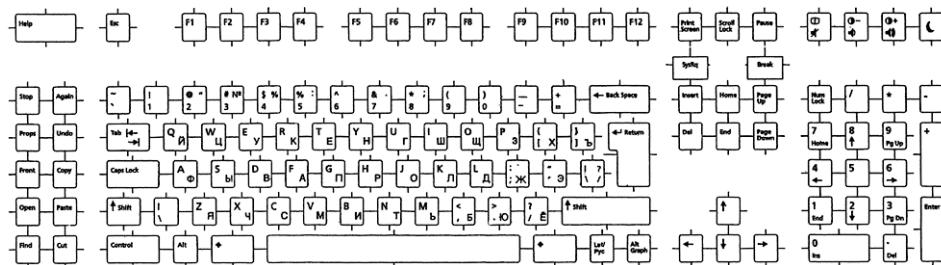 Help Esc F1 F2 F3 F4 F5 F6 F7 F8 F9 F10 F11 F12 Print Screen Scroll Lock Pause
SysRq Break
Stop Again ~ ` ! 1 @ " 2 # № 3 $ % 4 % : 5 ^ 6 & . 7 * ; 8 ( 9 ) 0 — - + = ← Back Space Insert Home Page Up Num Lock / * -
Props Undo Tab Q Й W Ц E У R К T Е Y Н U Г I Ш O Щ P З { [ Х } ] Ъ ↵ Return Del End Page Down 7 Home 8 ↑ 9 Pg Up +
Front Copy Caps Lock A Ф S Ы D В F А G П H Р J О K Л L Д : ; Ж " ' Э | \ ? / 4 ← 5 6 →
Open Paste ↑ Shift | \ Z Я X Ч C С V М B И N Т M Ь < , Б > . Ю ? / Ё ↑ Shift ↑ 1 End 2 ↓ 3 Pg Dn Enter
Find Cut Control Alt ◆ ◆ Lat/ Рус Alt Graph ← ↓ → 0 Ins . Del